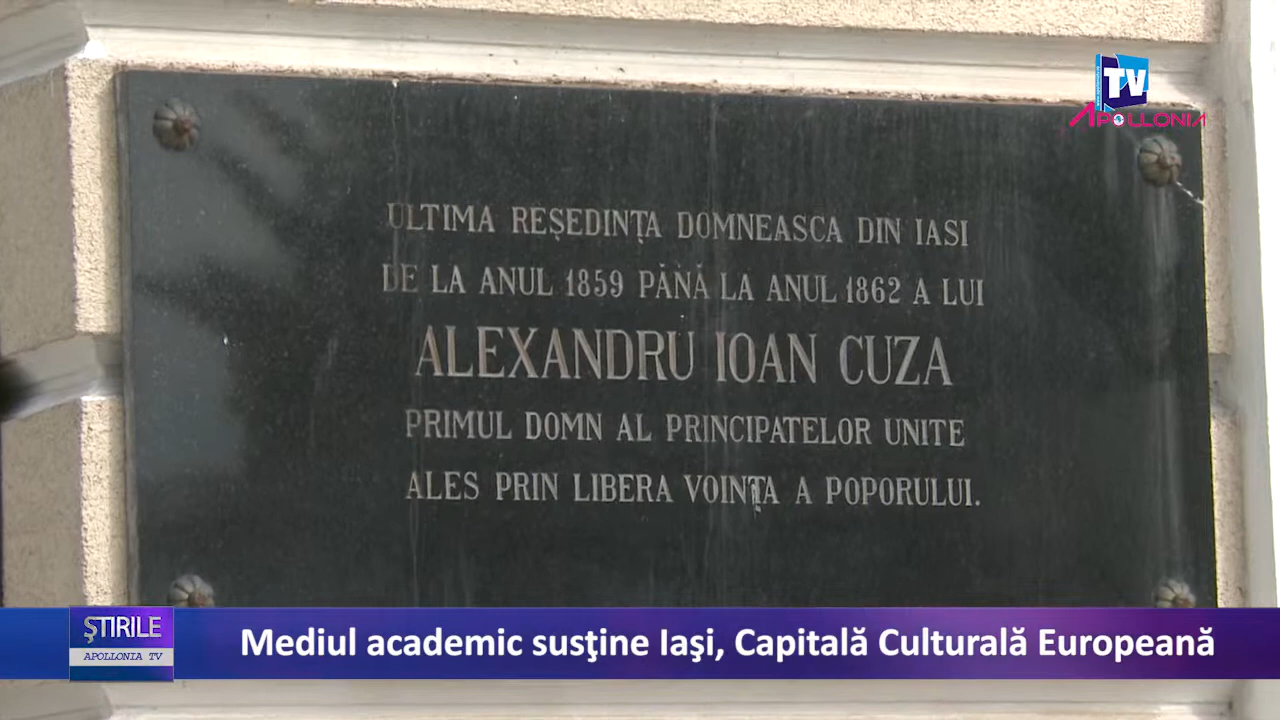 TV
APOLLONIA
ULTIMA REȘEDINȚA DOMNEASCA DIN IASI
DE LA ANUL 1859 PĂNĂ LA ANUL 1862 A LUI
ALEXANDRU IOAN CUZA
PRIMUL DOMN AL PRINCIPATELOR UNITE
ALES PRIN LIBERA VOINȚA A POPORULUI.
ŞTIRILE
APOLLONIA TV
Mediul academic susţine Iaşi, Capitală Culturală Europeană